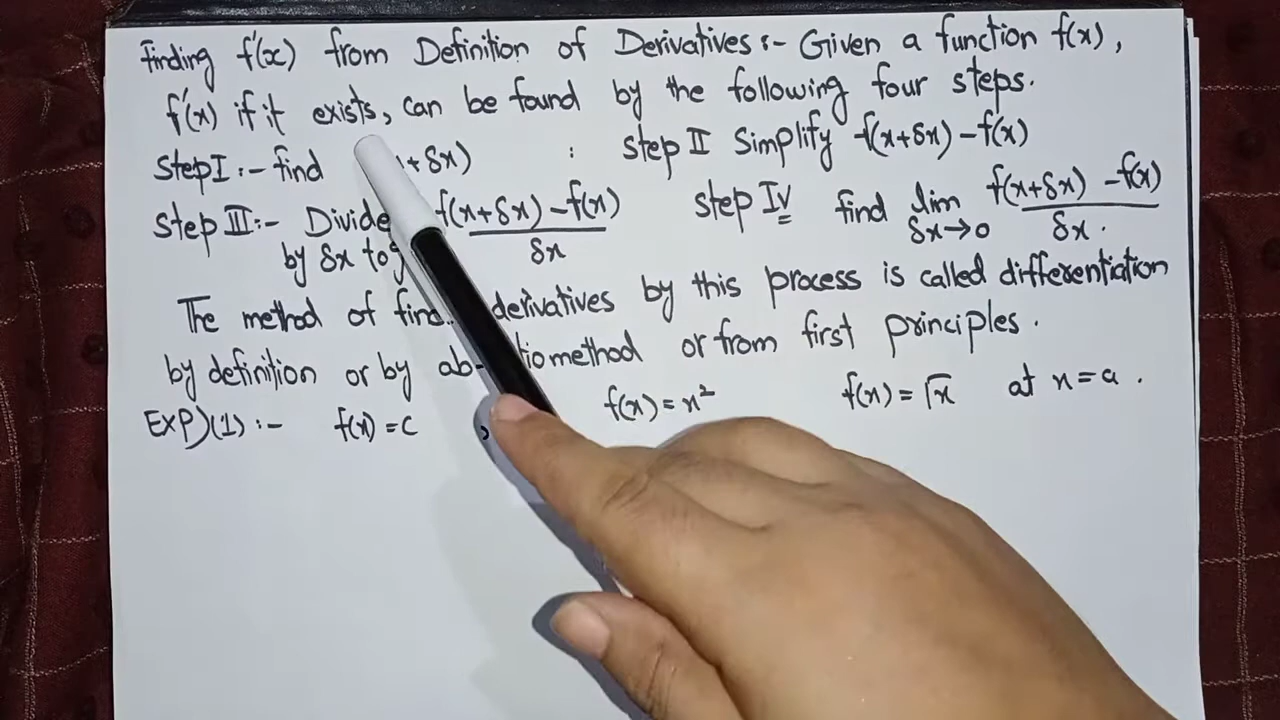 Finding f'(x) from Definition of Derivatives :- Given a function f(x),
f'(x) if it exists, can be found by the following four steps.
Step I :- find +δx) : step II Simplify f(x+δx) - f(x)
Step III :- Divide f(x+δx) - f(x) / δx step IV find lim δx→0 f(x+δx) - f(x) / δx .
by δx to
The method of derivatives by this process is called differentiation
by definition or by method or from first principles .
EXP)(1) :- f(x) = c , f(x) = x² f(x) = √x at x = a .